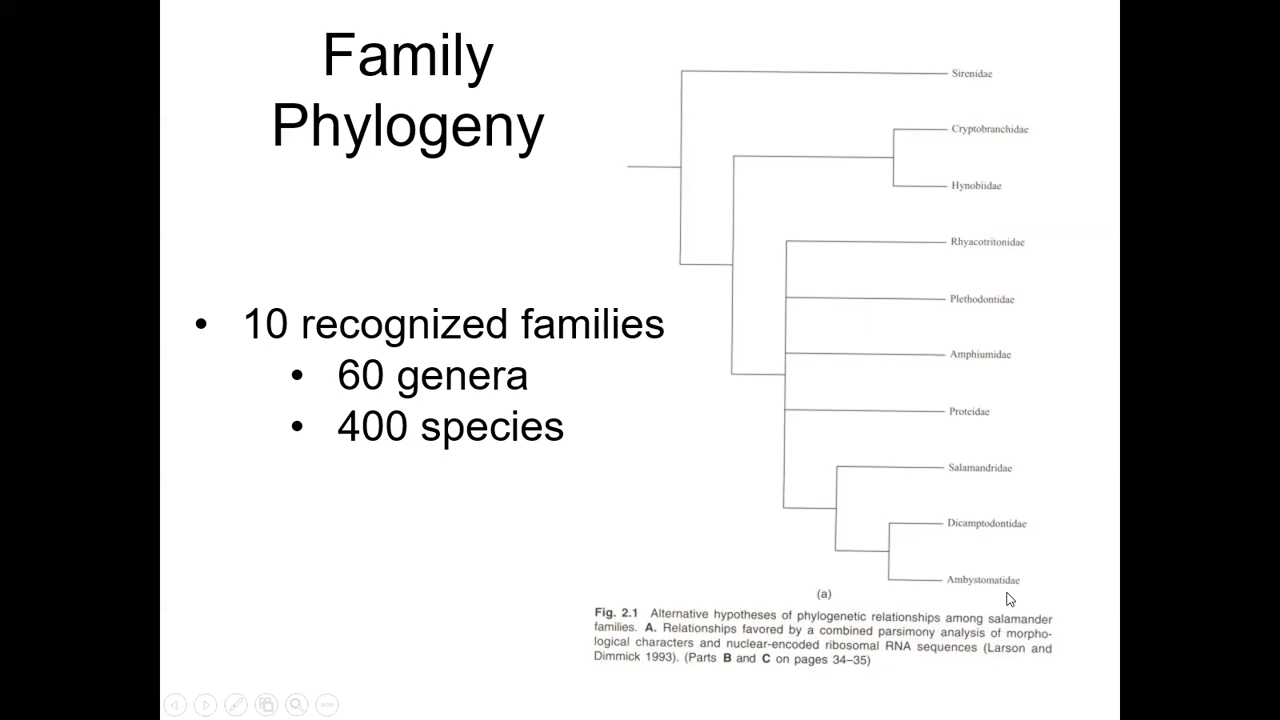 Family
Phylogeny
• 10 recognized families
• 60 genera
• 400 species
Sirenidae
Cryptobranchidae
Hynobiidae
Rhyacotritonidae
Plethodontidae
Amphiumidae
Proteidae
Salamandridae
Dicamptodontidae
Ambystomatidae
(a)
Fig. 2.1 Alternative hypotheses of phylogenetic relationships among salamander
families. A. Relationships favored by a combined parsimony analysis of morpho-
logical characters and nuclear-encoded ribosomal RNA sequences (Larson and
Dimmick 1993). (Parts B and C on pages 34–35)